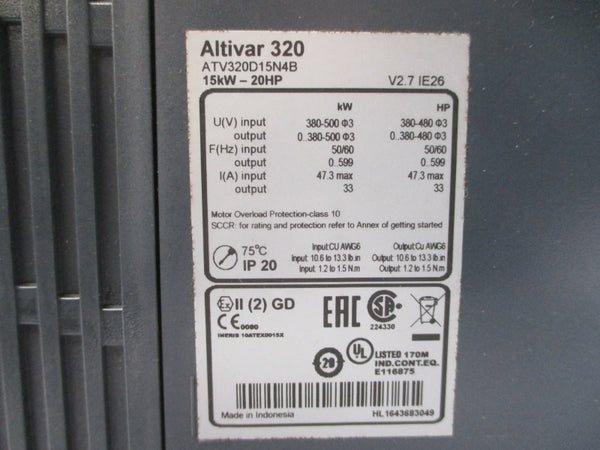 Altivar 320
ATV320D15N4B
15kW – 20HP V2.7 IE26
kW HP
U(V) input 380-500 Φ3 380-480 Φ3
output 0..380-500 Φ3 0..380-480 Φ3
F(Hz) input 50/60 50/60
output 0..599 0..599
I(A) input 47.3 max 47.3 max
output 33 33
Motor Overload Protection-class 10
SCCR: for rating and protection refer to Annex of getting started
75°C Input:CU AWG6 Output:Cu AWG6
IP 20 Input: 10.6 to 13.3 lb.in Output: 10.6 to 13.3 lb.in
Input: 1.2 to 1.5 N.m Output: 1.2 to 1.5 N.m
Ex II (2) GD EAC SA
CE 0080 224330
INERIS 10ATEX0015X
20 UL LISTED 170M
IND.CONT.EQ.
E116875
Made in Indonesia HL1643683049